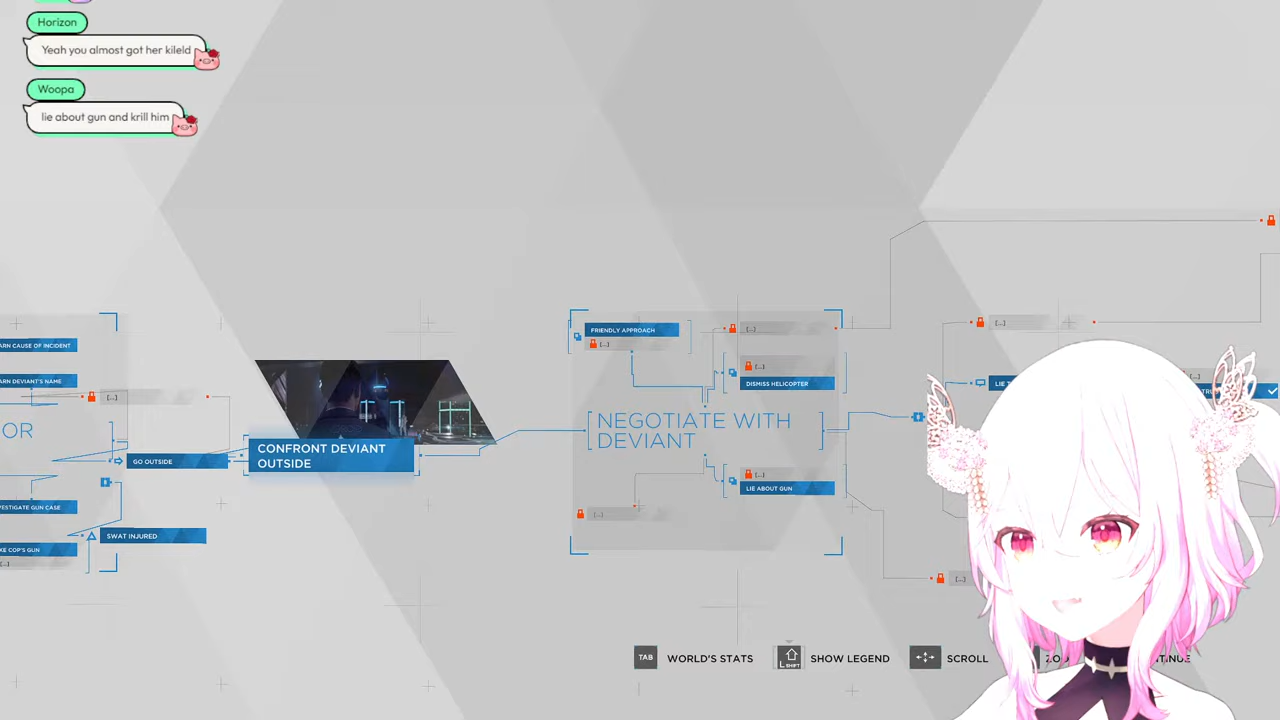 Horizon
Yeah you almost got her kileld
Woopa
lie about gun and krill him
ARN CAUSE OF INCIDENT
ARN DEVIANT'S NAME
[...]
OR
GO OUTSIDE
CONFRONT DEVIANT
OUTSIDE
GUN CASE
SWAT INJURED
COP'S GUN
[...]
FRIENDLY APPROACH
[...]
[...]
[...]
DISMISS HELICOPTER
NEGOTIATE WITH
DEVIANT
[...]
LIE ABOUT GUN
[...]
[...]
LIE
[...]
TAB
WORLD'S STATS
L SHIFT
SHOW LEGEND
SCROLL